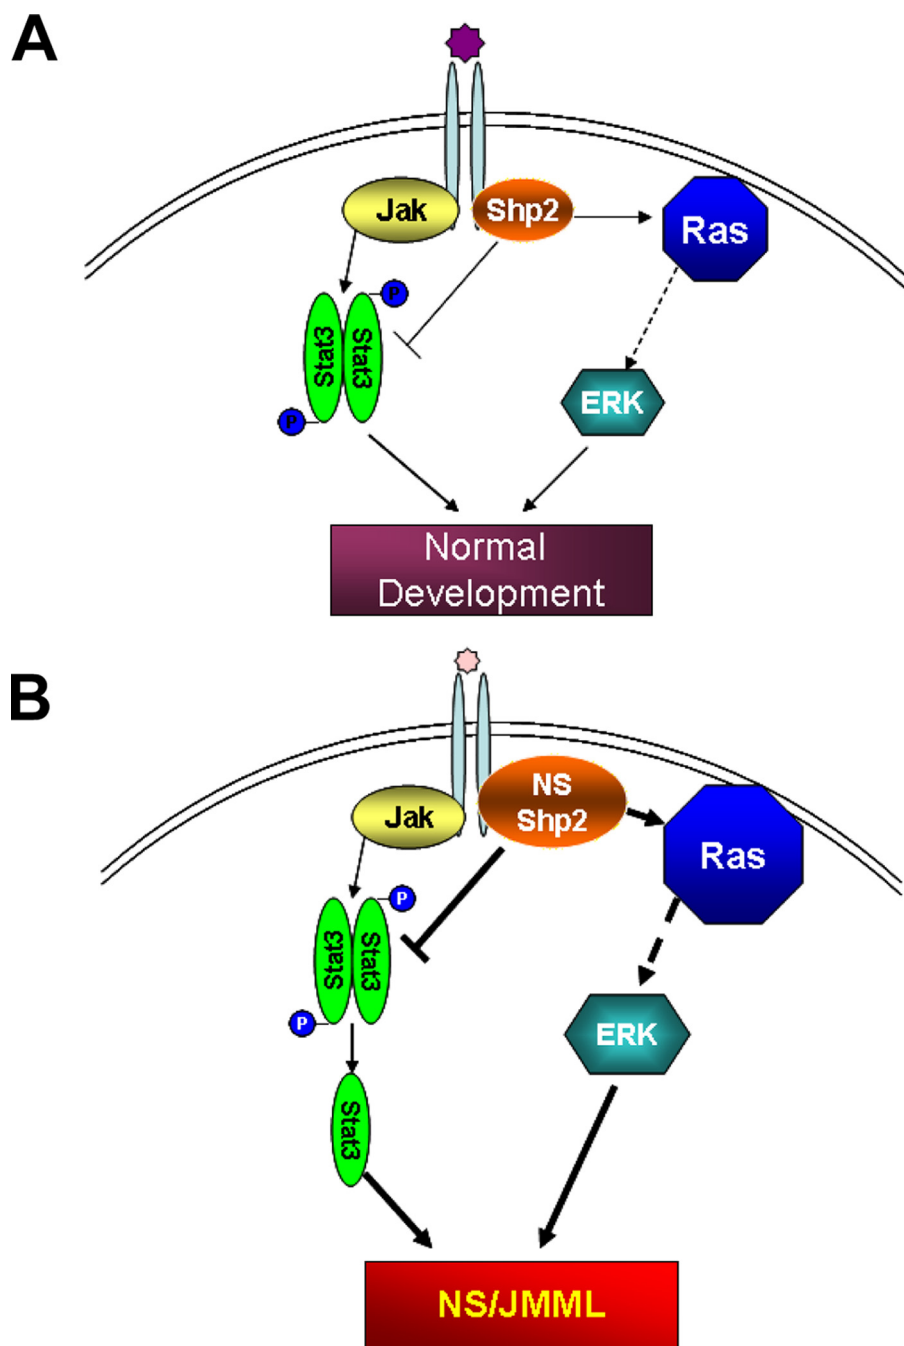 A
Jak
Shp2
Ras
P
Stat3
Stat3
P
ERK
Normal
Development
B
NS
Shp2
Jak
Ras
P
Stat3
Stat3
P
ERK
Stat3
NS/JMML